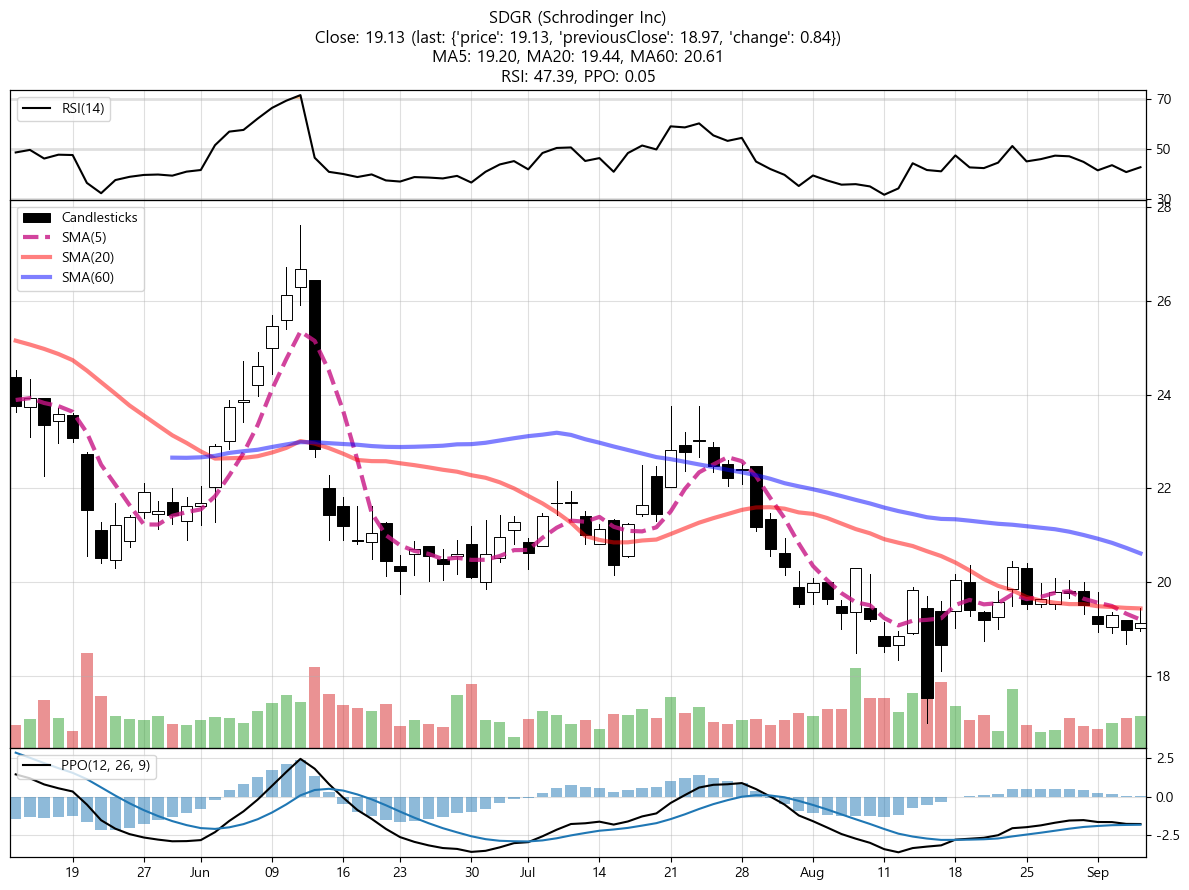 SDGR (Schrodinger Inc)
Close: 19.13 (last: {'price': 19.13, 'previousClose': 18.97, 'change': 0.84})
MA5: 19.20, MA20: 19.44, MA60: 20.61
RSI: 47.39, PPO: 0.05
RSI(14)
70
50
30
Candlesticks
SMA(5)
SMA(20)
SMA(60)
28
26
24
22
20
18
PPO(12, 26, 9)
2.5
0.0
−2.5
19
27
Jun
09
16
23
30
Jul
14
21
28
Aug
11
18
25
Sep